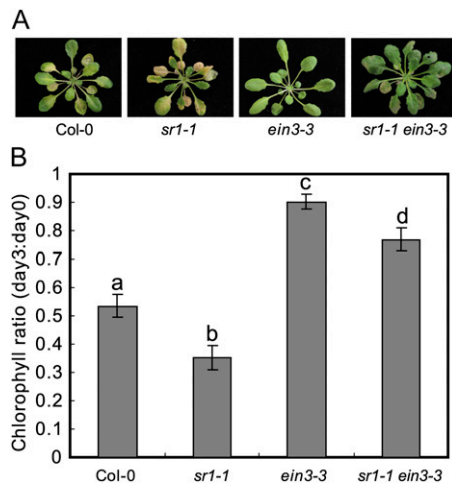 A
Col-0 sr1-1 ein3-3 sr1-1 ein3-3
B
Chlorophyll ratio (day3:day0)
1
0.9
0.8
0.7
0.6
0.5
0.4
0.3
0.2
0.1
0
a
b
c
d
Col-0 sr1-1 ein3-3 sr1-1 ein3-3